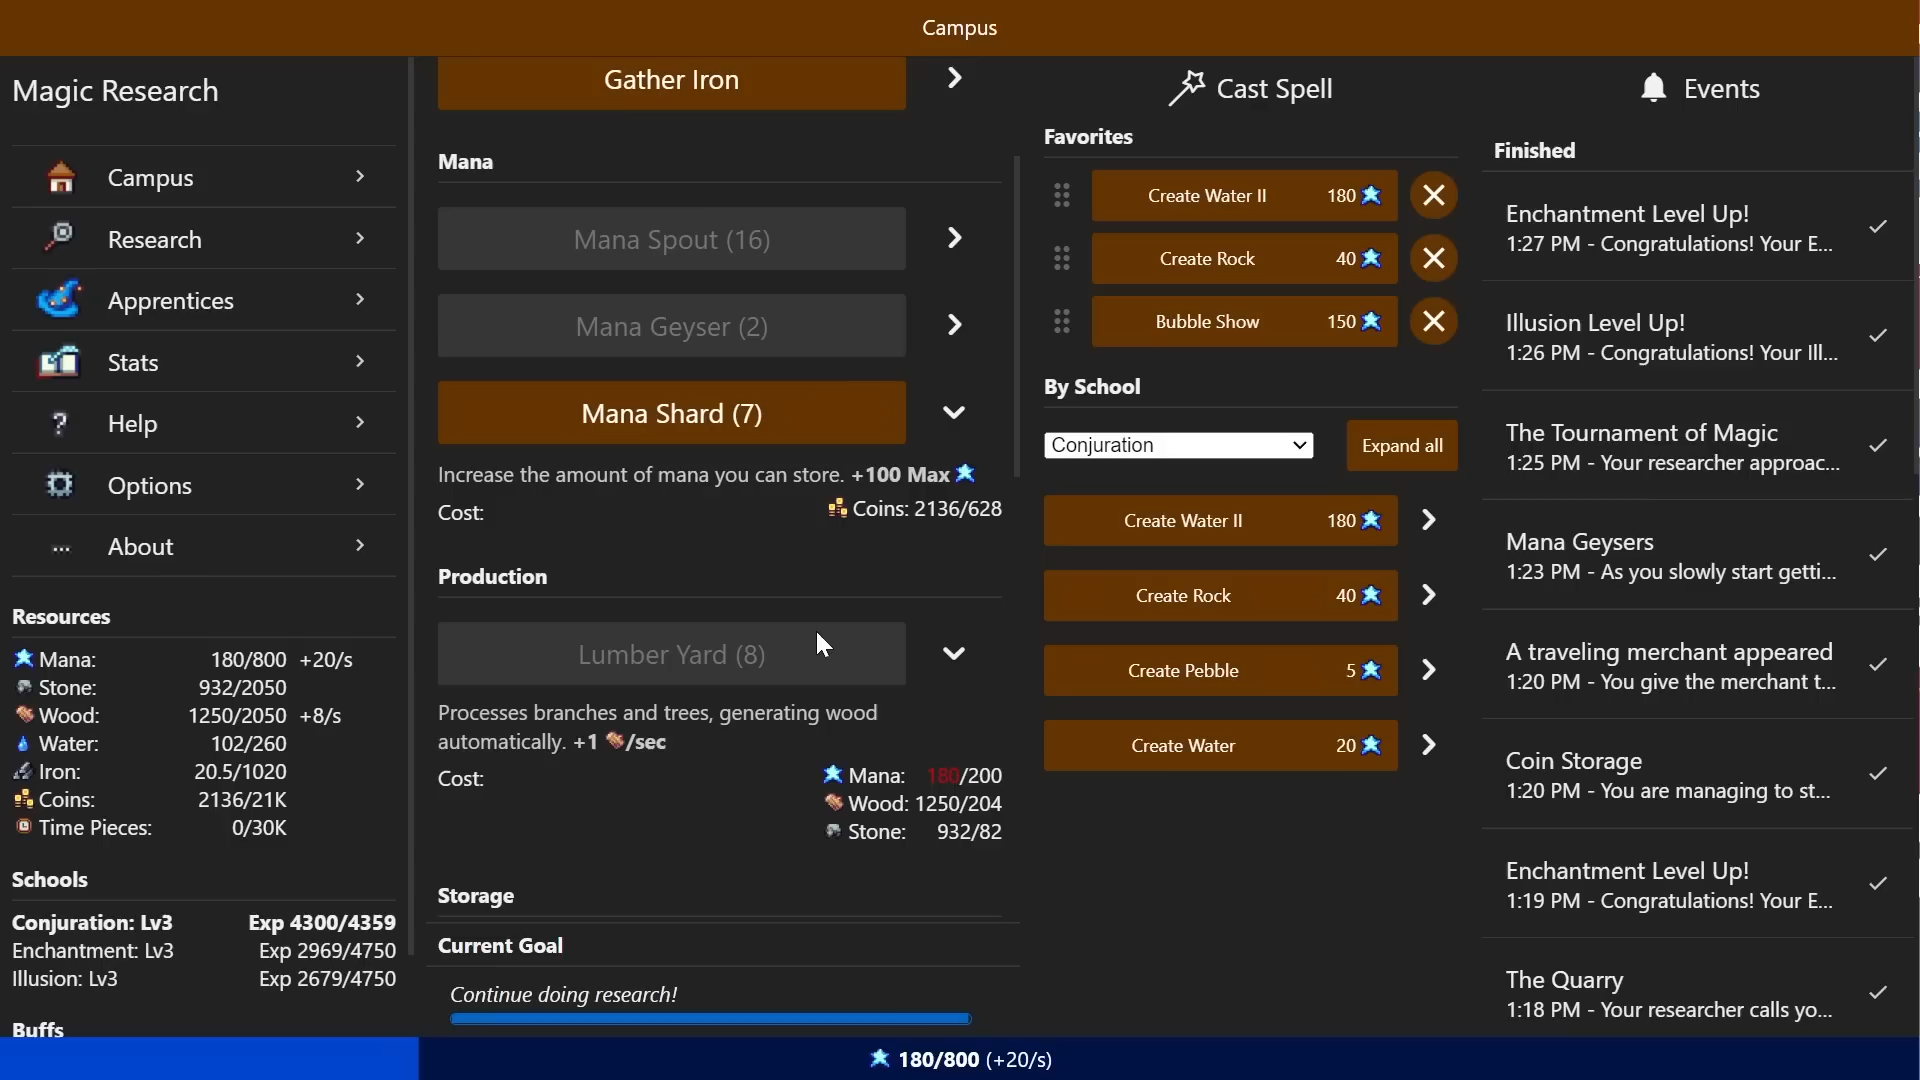 Campus
Magic Research
Campus
Research
Apprentices
Stats
Help
Options
About
Resources
Mana: 180/800 +20/s
Stone: 932/2050
Wood: 1250/2050 +8/s
Water: 102/260
Iron: 20.5/1020
Coins: 2136/21K
Time Pieces: 0/30K
Schools
Conjuration: Lv3 Exp 4300/4359
Enchantment: Lv3 Exp 2969/4750
Illusion: Lv3 Exp 2679/4750
Buffs
Gather Iron
Mana
Mana Spout (16)
Mana Geyser (2)
Mana Shard (7)
Increase the amount of mana you can store. +100 Max
Cost: Coins: 2136/628
Production
Lumber Yard (8)
Processes branches and trees, generating wood
automatically. +1 /sec
Cost: Mana: 180/200
Wood: 1250/204
Stone: 932/82
Storage
Current Goal
Continue doing research!
Cast Spell
Favorites
Create Water II 180
Create Rock 40
Bubble Show 150
By School
Conjuration Expand all
Create Water II 180
Create Rock 40
Create Pebble 5
Create Water 20
Events
Finished
Enchantment Level Up!
1:27 PM - Congratulations! Your E...
Illusion Level Up!
1:26 PM - Congratulations! Your Ill...
The Tournament of Magic
1:25 PM - Your researcher approac...
Mana Geysers
1:23 PM - As you slowly start getti...
A traveling merchant appeared
1:20 PM - You give the merchant t...
Coin Storage
1:20 PM - You are managing to st...
Enchantment Level Up!
1:19 PM - Congratulations! Your E...
The Quarry
1:18 PM - Your researcher calls yo...
180/800 (+20/s)